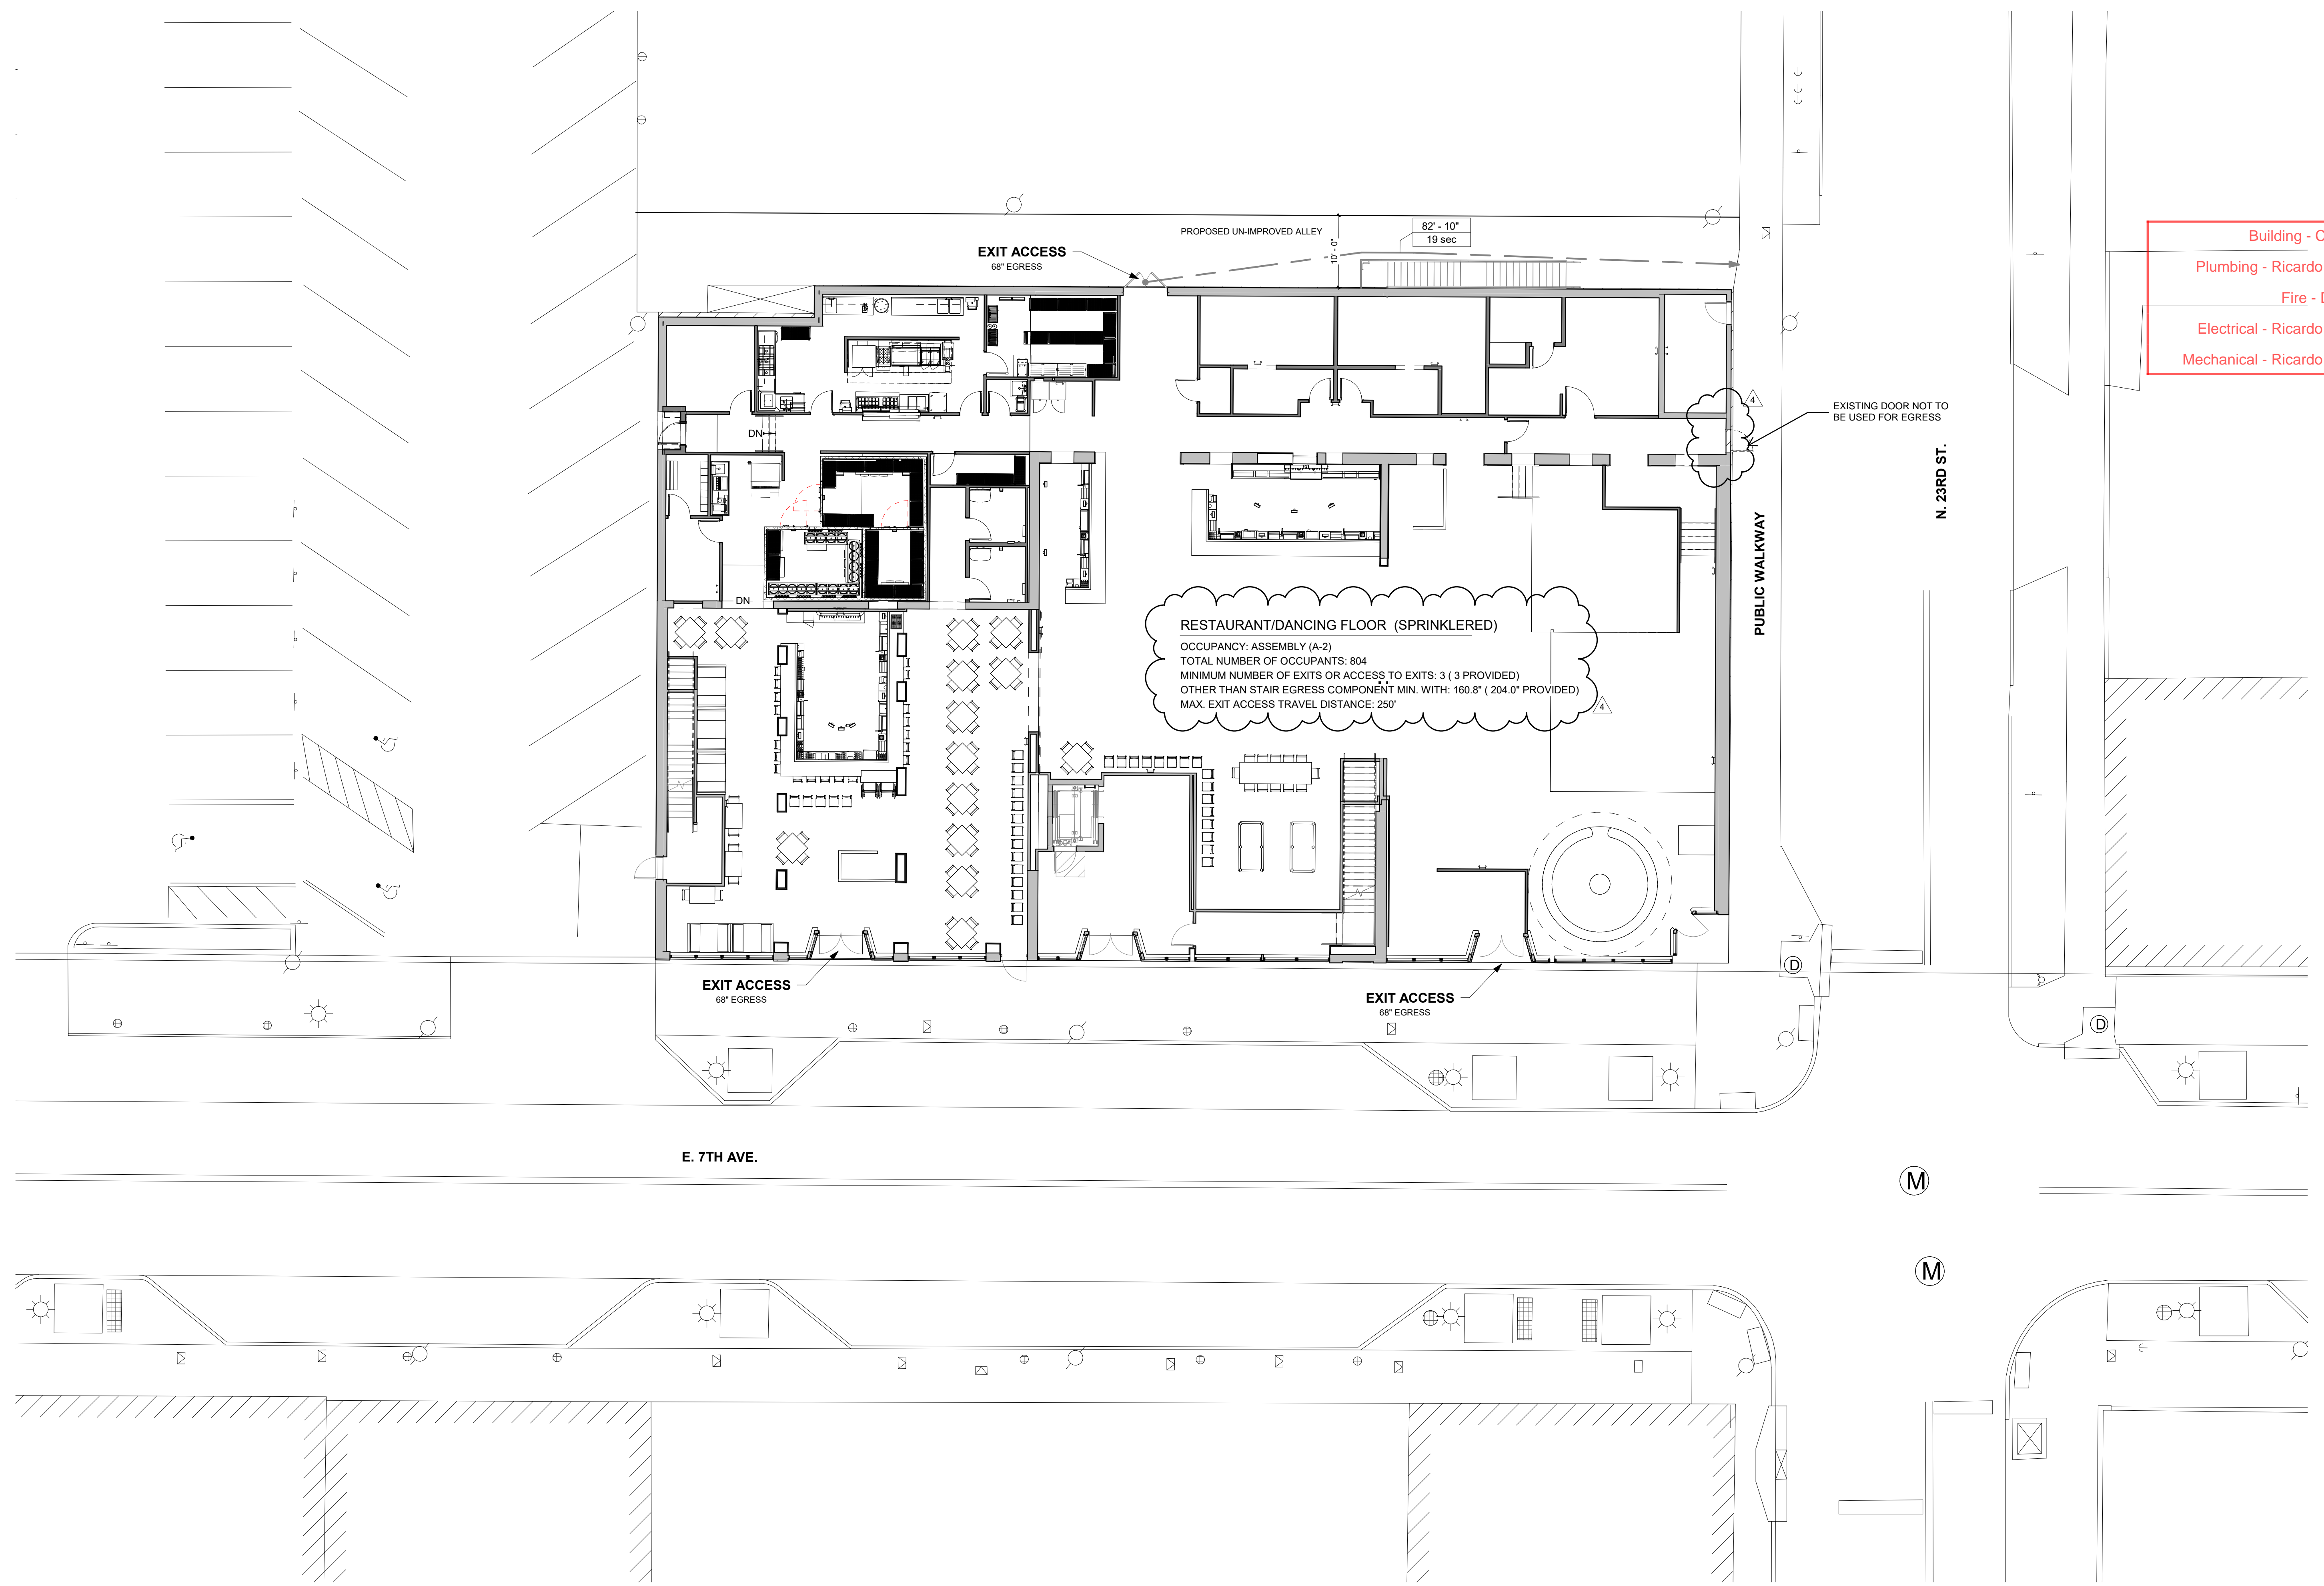 PROPOSED UN-IMPROVED ALLEY
82' - 10"
19 sec
10' - 0"
EXIT ACCESS
68" EGRESS
Building - 
Plumbing - Ricardo
Fire - 
Electrical - Ricardo
Mechanical - Ricardo
4
EXISTING DOOR NOT TO
BE USED FOR EGRESS
N. 23RD ST.
PUBLIC WALKWAY
DN
DN
RESTAURANT/DANCING FLOOR (SPRINKLERED)
OCCUPANCY: ASSEMBLY (A-2)
TOTAL NUMBER OF OCCUPANTS: 804
MINIMUM NUMBER OF EXITS OR ACCESS TO EXITS: 3 ( 3 PROVIDED)
OTHER THAN STAIR EGRESS COMPONENT MIN. WITH: 160.8" ( 204.0" PROVIDED)
MAX. EXIT ACCESS TRAVEL DISTANCE: 250'
4
EXIT ACCESS
68" EGRESS
EXIT ACCESS
68" EGRESS
D
D
E. 7TH AVE.
M
M